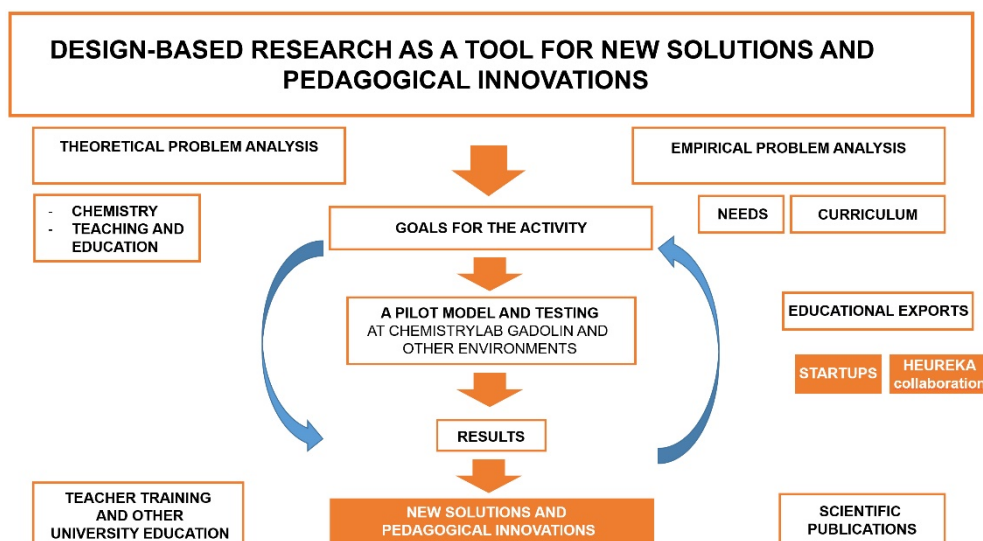 DESIGN-BASED RESEARCH AS A TOOL FOR NEW SOLUTIONS AND
PEDAGOGICAL INNOVATIONS
THEORETICAL PROBLEM ANALYSIS
EMPIRICAL PROBLEM ANALYSIS
- CHEMISTRY
- TEACHING AND
EDUCATION
GOALS FOR THE ACTIVITY
NEEDS
CURRICULUM
A PILOT MODEL AND TESTING
AT CHEMISTRYLAB GADOLIN AND
OTHER ENVIRONMENTS
EDUCATIONAL EXPORTS
STARTUPS
HEUREKA
collaboration
RESULTS
TEACHER TRAINING
AND OTHER
UNIVERSITY EDUCATION
NEW SOLUTIONS AND
PEDAGOGICAL INNOVATIONS
SCIENTIFIC
PUBLICATIONS